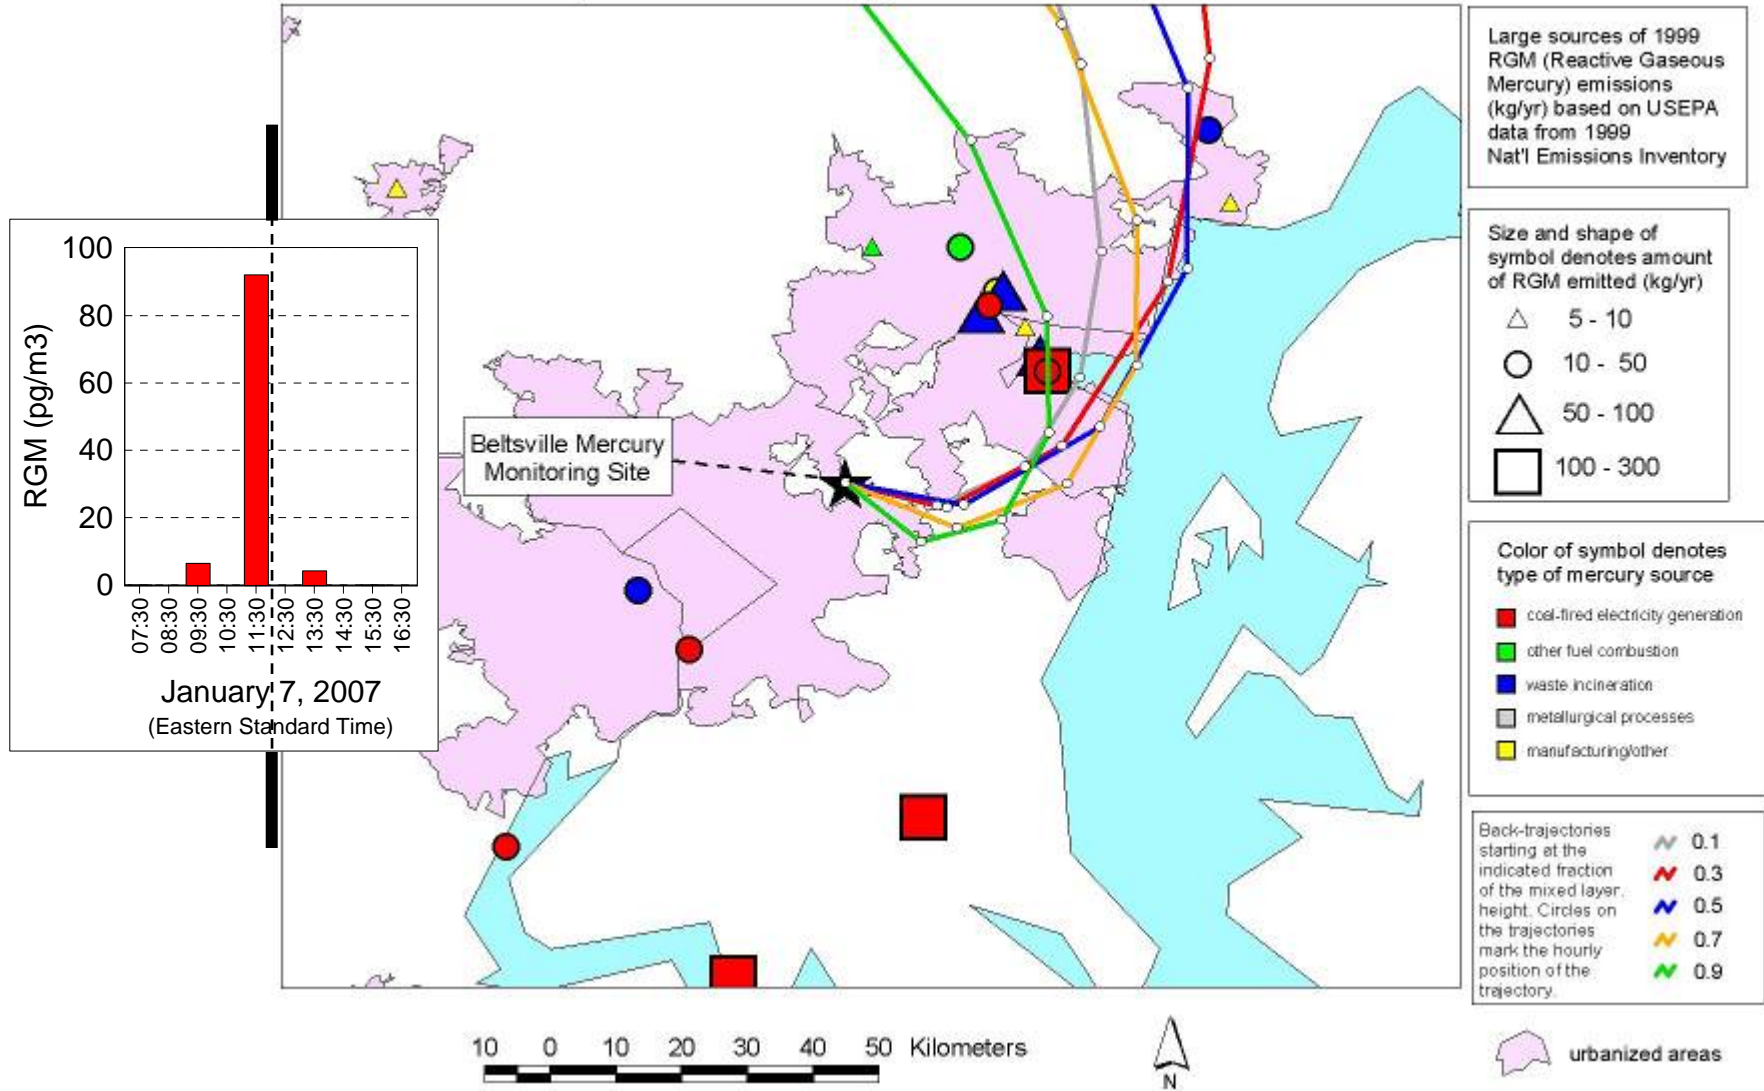 Large sources of 1999
RGM (Reactive Gaseous
Mercury) emissions
(kg/yr) based on USEPA
data from 1999
Nat'l Emissions Inventory
Size and shape of
symbol denotes amount
of RGM emitted (kg/yr)
5 - 10
10 - 50
50 - 100
100 - 300
Color of symbol denotes
type of mercury source
coal-fired electricity generation
other fuel combustion
waste incineration
metallurgical processes
manufacturing/other
Back-trajectories
starting at the
indicated fraction
of the mixed layer.
height. Circles on
the trajectories
mark the hourly
position of the
trajectory.
0.1
0.3
0.5
0.7
0.9
urbanized areas
Beltsville Mercury
Monitoring Site
RGM (pg/m3)
100
80
60
40
20
0
07:30
08:30
09:30
10:30
11:30
12:30
13:30
14:30
15:30
16:30
January 7, 2007
(Eastern Standard Time)
10 0 10 20 30 40 50 Kilometers
N